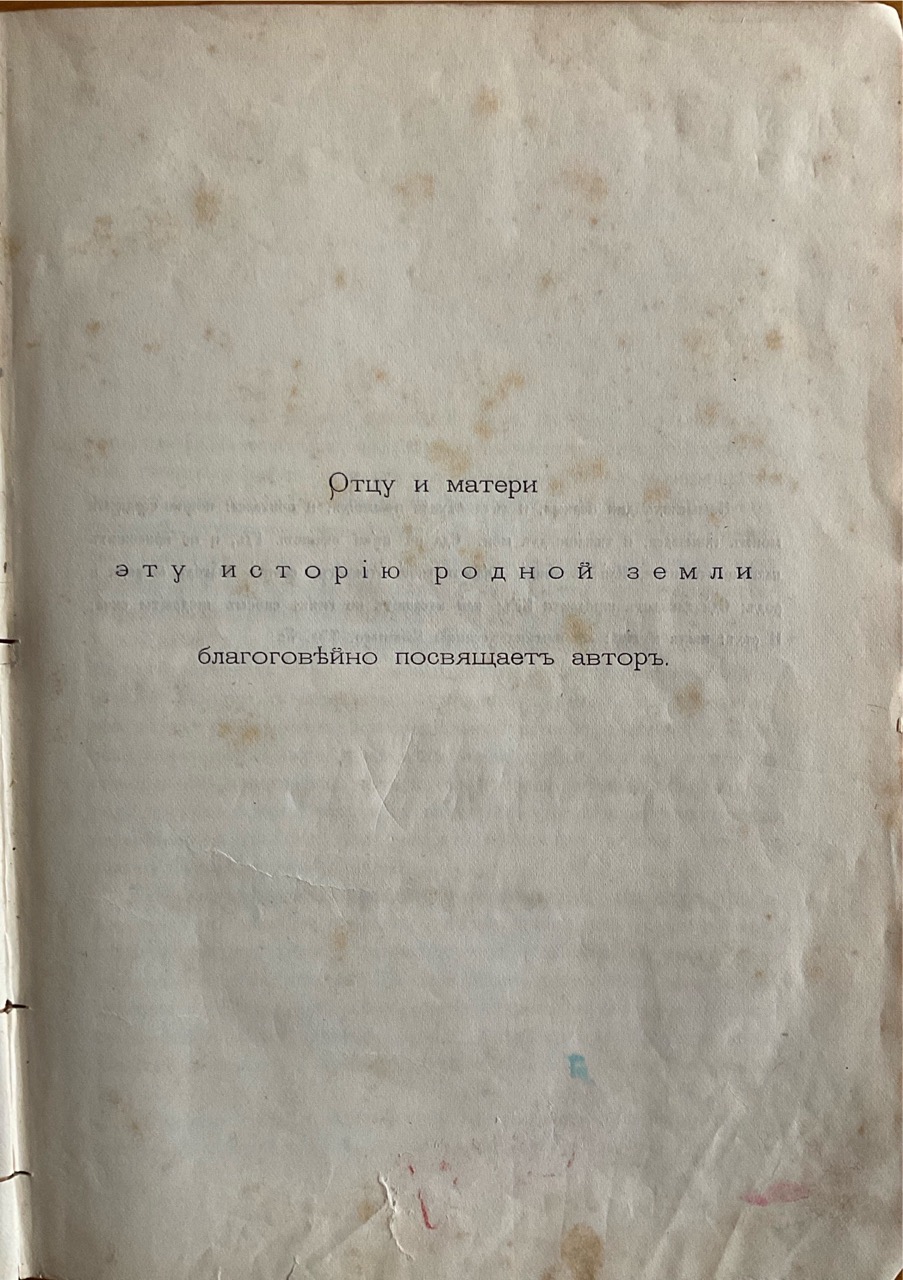 Отцу и матери
эту исторію родной земли
благоговѣйно посвящаетъ авторъ.